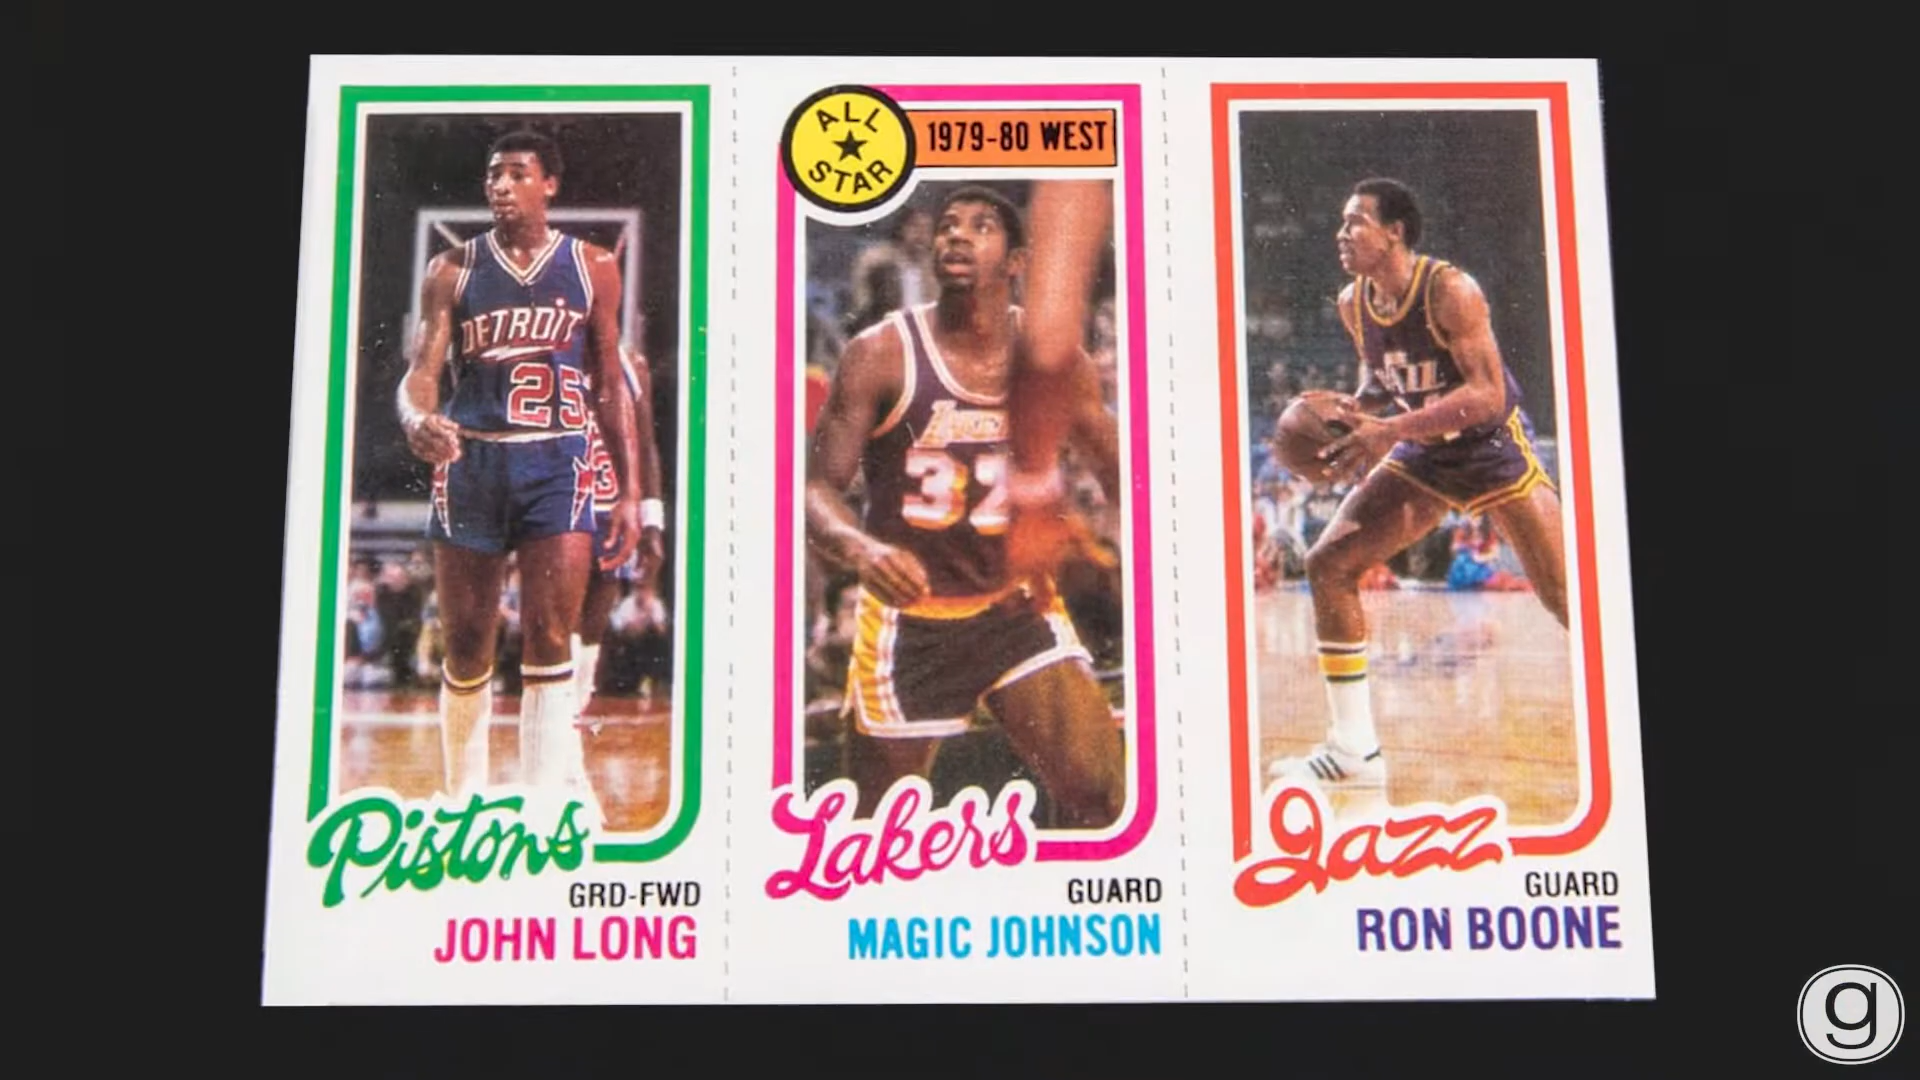 DETROIT
25
3
Pistons
GRD-FWD
JOHN LONG
ALL
STAR
1979-80 WEST
32
Lakers
GUARD
MAGIC JOHNSON
Jazz
GUARD
RON BOONE
g